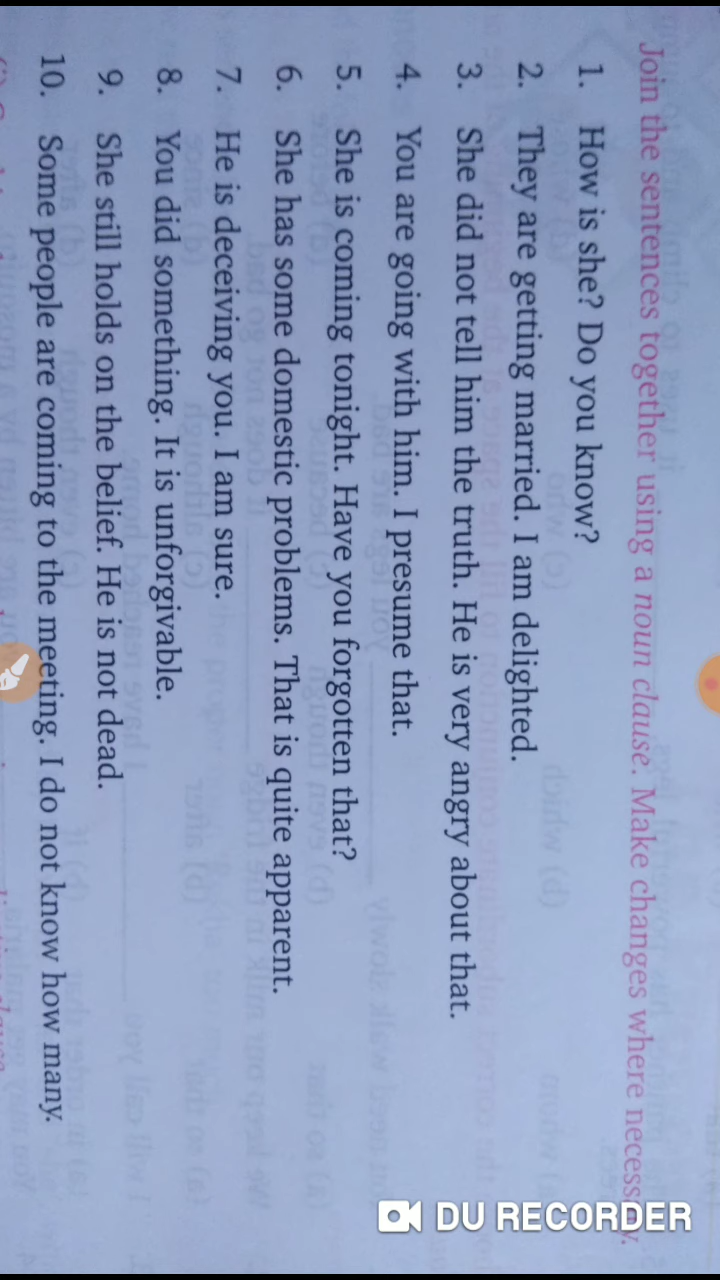 Join the sentences together using a noun clause. Make changes where necessary.
1. How is she? Do you know?
2. They are getting married. I am delighted.
3. She did not tell him the truth. He is very angry about that.
4. You are going with him. I presume that.
5. She is coming tonight. Have you forgotten that?
6. She has some domestic problems. That is quite apparent.
7. He is deceiving you. I am sure.
8. You did something. It is unforgivable.
9. She still holds on the belief. He is not dead.
10. Some people are coming to the meeting. I do not know how many.
DU RECORDER